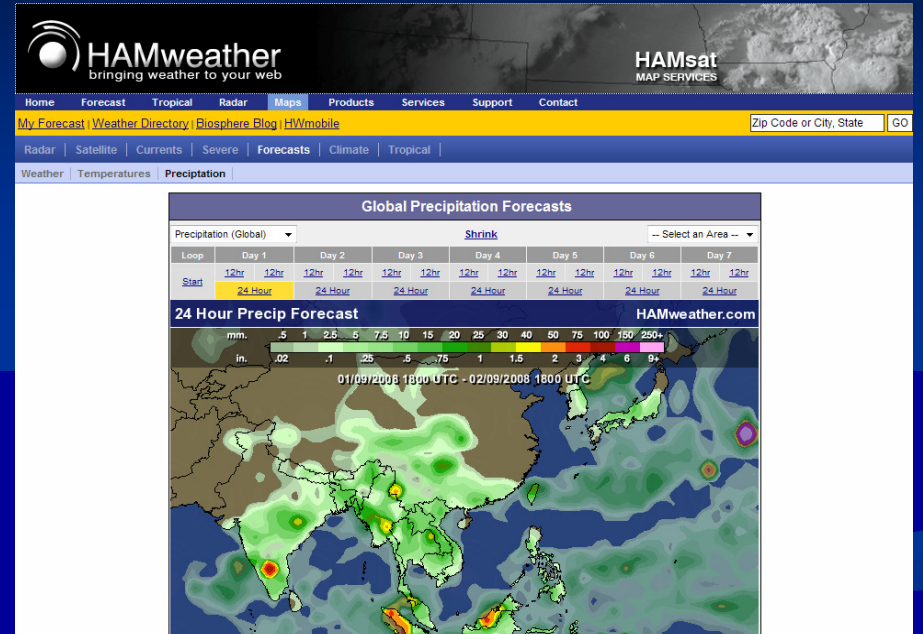 HAMweather
bringing weather to your web
HAMsat
MAP SERVICES
Home Forecast Tropical Radar Maps Products Services Support Contact
My Forecast | Weather Directory | Biosphere Blog | HWmobile
Zip Code or City, State GO
Radar | Satellite | Currents | Severe | Forecasts | Climate | Tropical |
Weather | Temperatures | Preciptation |
Global Precipitation Forecasts
Precipitation (Global) Shrink -- Select an Area --
Loop Day 1 Day 2 Day 3 Day 4 Day 5 Day 6 Day 7
Start 12hr 12hr 12hr 12hr 12hr 12hr 12hr 12hr 12hr 12hr 12hr 12hr 12hr 12hr
24 Hour 24 Hour 24 Hour 24 Hour 24 Hour 24 Hour 24 Hour
24 Hour Precip Forecast HAMweather.com
mm. .5 1 2.5 5 7.5 10 15 20 25 30 40 50 75 100 150 250+
in. .02 .1 .25 .5 .75 1 1.5 2 3 4 6 9+
01/09/2008 1800 UTC - 02/09/2008 1800 UTC